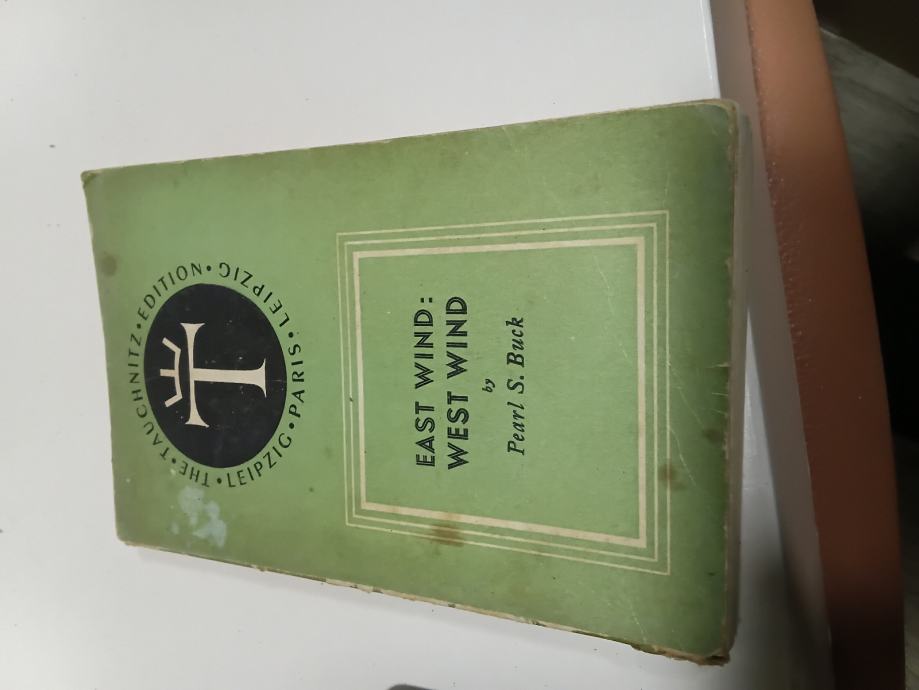 THE • TAUCHNITZ • EDITION • LEIPZIG • PARIS • LEIPZIG •
T
EAST WIND:
WEST WIND
by
Pearl S. Buck